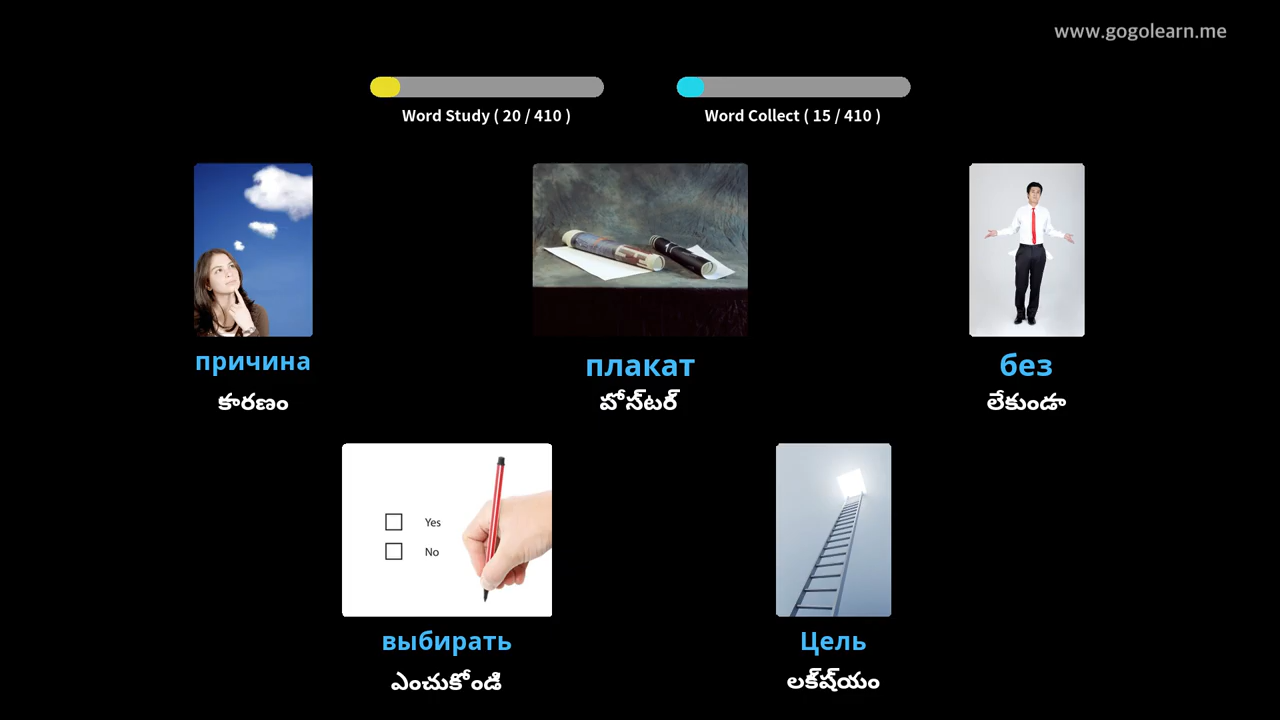 www.gogolearn.me
Word Study ( 20 / 410 )
Word Collect ( 15 / 410 )
причина
కారణం
плакат
పోస్టర్
без
లేకుండా
Yes
No
выбирать
ఎంచుకోండి
Цель
లక్ష్యం